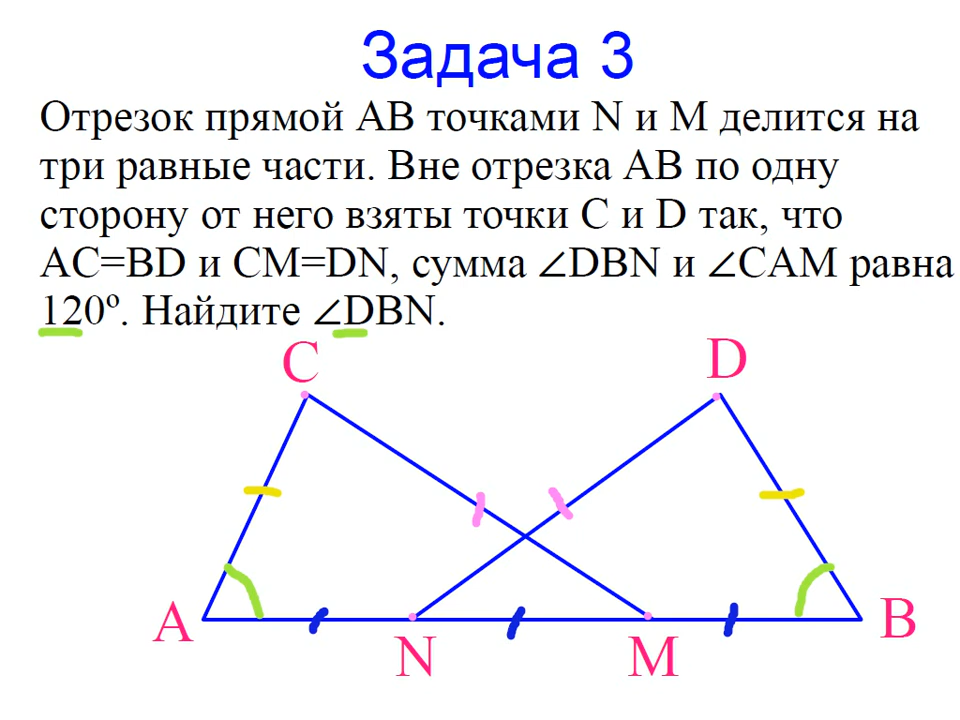 Задача 3
Отрезок прямой AB точками N и M делится на
три равные части. Вне отрезка AB по одну
сторону от него взяты точки C и D так, что
AC=BD и CM=DN, сумма ∠DBN и ∠CAM равна
120º. Найдите ∠DBN.
C D
A B
N M